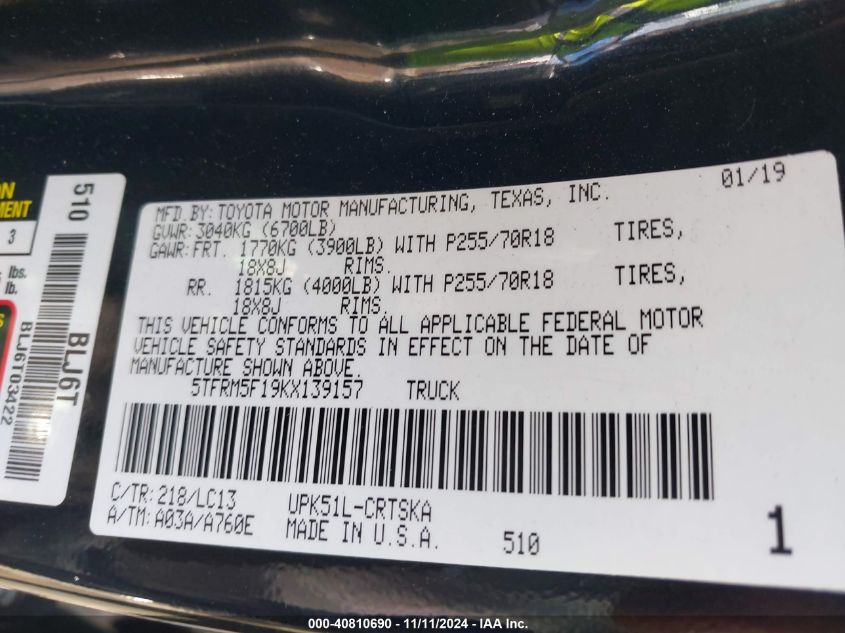 ON
MENT
3
lbs.
lb.
S
510
BLJ6T
BLJ6T03422
MFD.BY: TOYOTA MOTOR MANUFACTURING, TEXAS, INC. 01/19
GVWR: 3040KG (6700LB)
GAWR: FRT. 1770KG (3900LB) WITH P255/70R18 TIRES,
18X8J RIMS.
RR. 1815KG (4000LB) WITH P255/70R18 TIRES,
18X8J RIMS.
THIS VEHICLE CONFORMS TO ALL APPLICABLE FEDERAL MOTOR
VEHICLE SAFETY STANDARDS IN EFFECT ON THE DATE OF
MANUFACTURE SHOWN ABOVE.
5TFRM5F19KX139157 TRUCK
C/TR: 218/LC13 UPK51L-CRTSKA
A/TM: A03A/A760E MADE IN U.S.A. 510 1
000-40810690 - 11/11/2024 - IAA Inc.